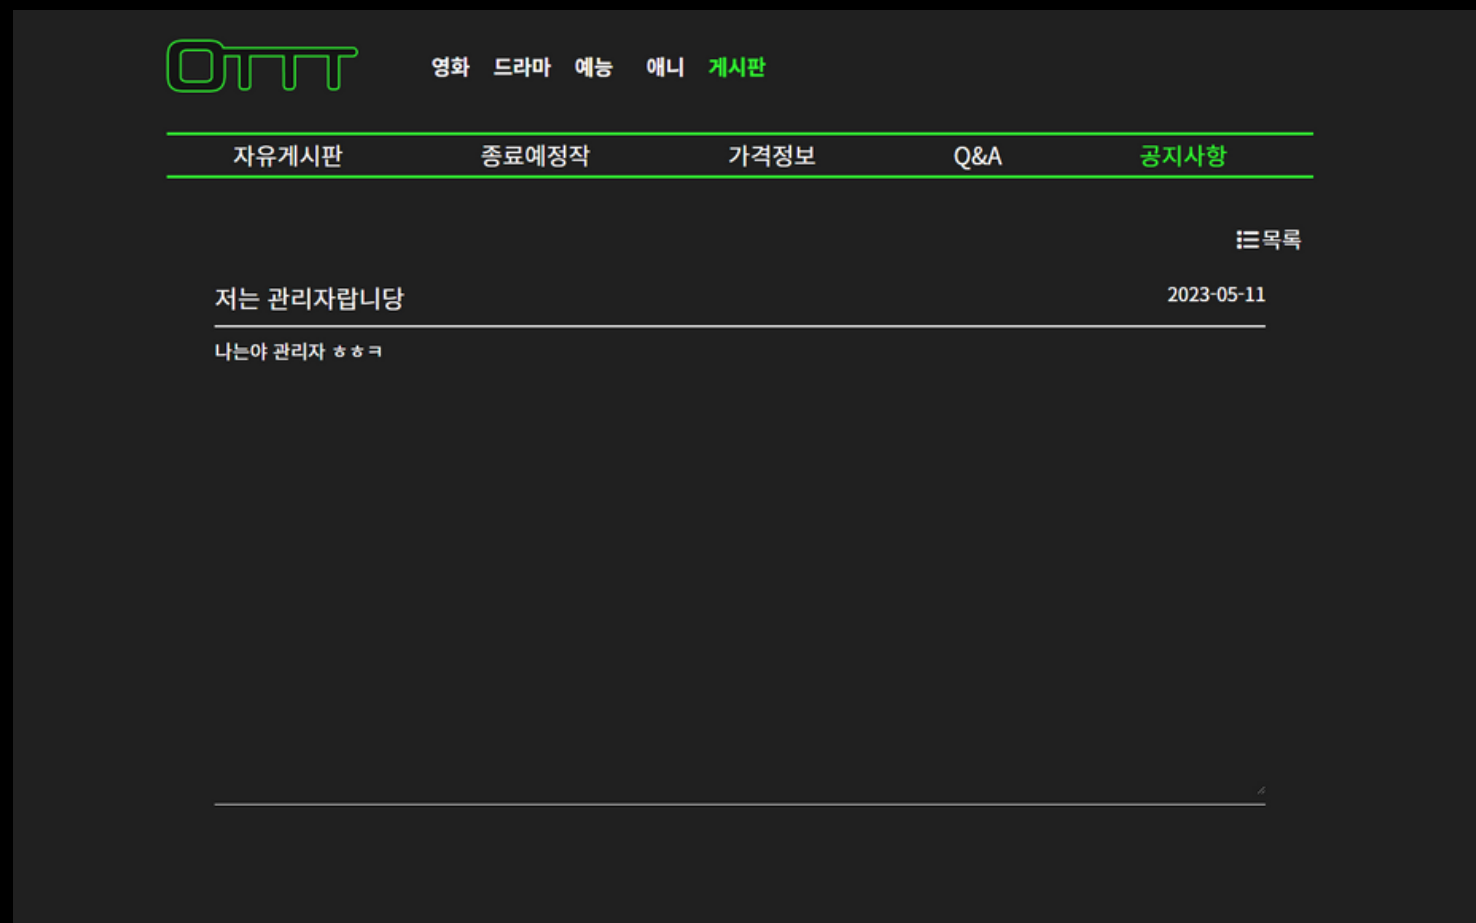 OTTT
영화 드라마 예능 애니 게시판
자유게시판 종료예정작 가격정보 Q&A 공지사항
목록
저는 관리자랍니당 2023-05-11
나는야 관리자 ㅎㅎㅋ